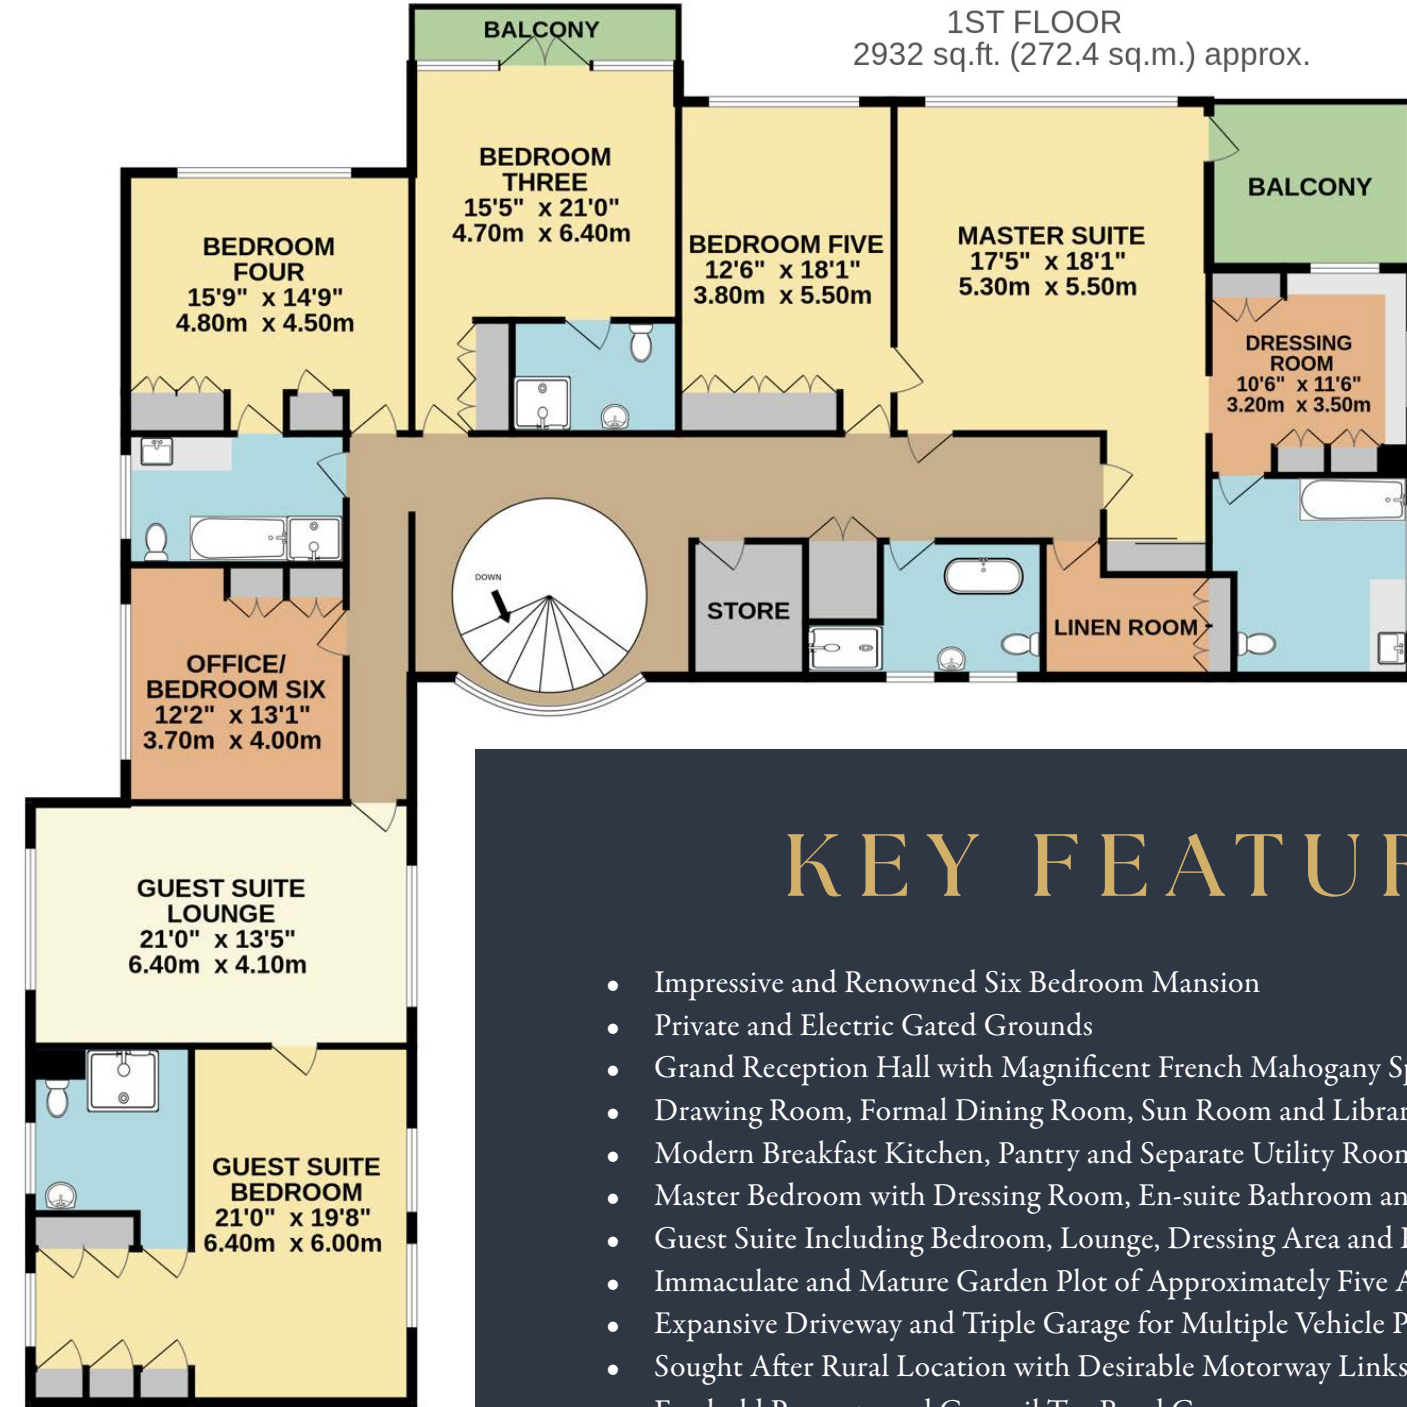 1ST FLOOR
2932 sq.ft. (272.4 sq.m.) approx.
BALCONY
BEDROOM
THREE
15'5" x 21'0"
4.70m x 6.40m
BEDROOM
FOUR
15'9" x 14'9"
4.80m x 4.50m
BEDROOM FIVE
12'6" x 18'1"
3.80m x 5.50m
MASTER SUITE
17'5" x 18'1"
5.30m x 5.50m
BALCONY
DRESSING
ROOM
10'6" x 11'6"
3.20m x 3.50m
DOWN
STORE
LINEN ROOM
OFFICE/
BEDROOM SIX
12'2" x 13'1"
3.70m x 4.00m
GUEST SUITE
LOUNGE
21'0" x 13'5"
6.40m x 4.10m
GUEST SUITE
BEDROOM
21'0" x 19'8"
6.40m x 6.00m
KEY
• Impressive and Renowned Six Bedroom Mansion
• Private and Electric Gated Grounds
• Grand Reception Hall with Magnificent French Mahogany
• Drawing Room, Formal Dining Room, Sun Room and
• Modern Breakfast Kitchen, Pantry and Separate Utility
• Master Bedroom with Dressing Room, En-suite Bathroom
• Guest Suite Including Bedroom, Lounge, Dressing Area and
• Immaculate and Mature Garden Plot of Approximately Five
• Expansive Driveway and Triple Garage for Multiple Vehicle
• Sought After Rural Location with Desirable Motorway Links